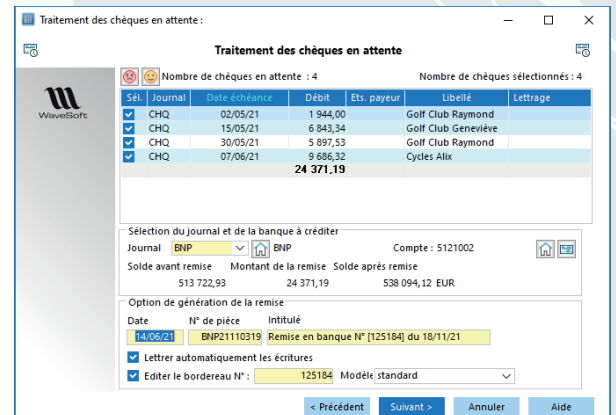 Traitement des chèques en attente :
Traitement des chèques en attente
WaveSoft
Nombre de chèques en attente : 4 Nombre de chèques sélectionnés : 4
Sél. Journal Date échéance Débit Ets. payeur Libellé Lettrage
CHQ 02/05/21 1 944,00 Golf Club Raymond
CHQ 15/05/21 6 843,34 Golf Club Geneviève
CHQ 30/05/21 5 897,53 Golf Club Raymond
CHQ 07/06/21 9 686,32 Cycles Alix
24 371,19
Sélection du journal et de la banque à créditer
Journal BNP BNP Compte : 5121002
Solde avant remise Montant de la remise Solde après remise
513 722,93 24 371,19 538 094,12 EUR
Option de génération de la remise
Date N° de pièce Intitulé
14/06/21 BNP21110319 Remise en banque N° [125184] du 18/11/21
Lettrer automatiquement les écritures
Editer le bordereau N° : 125184 Modèle standard
< Précédent Suivant > Annuler Aide